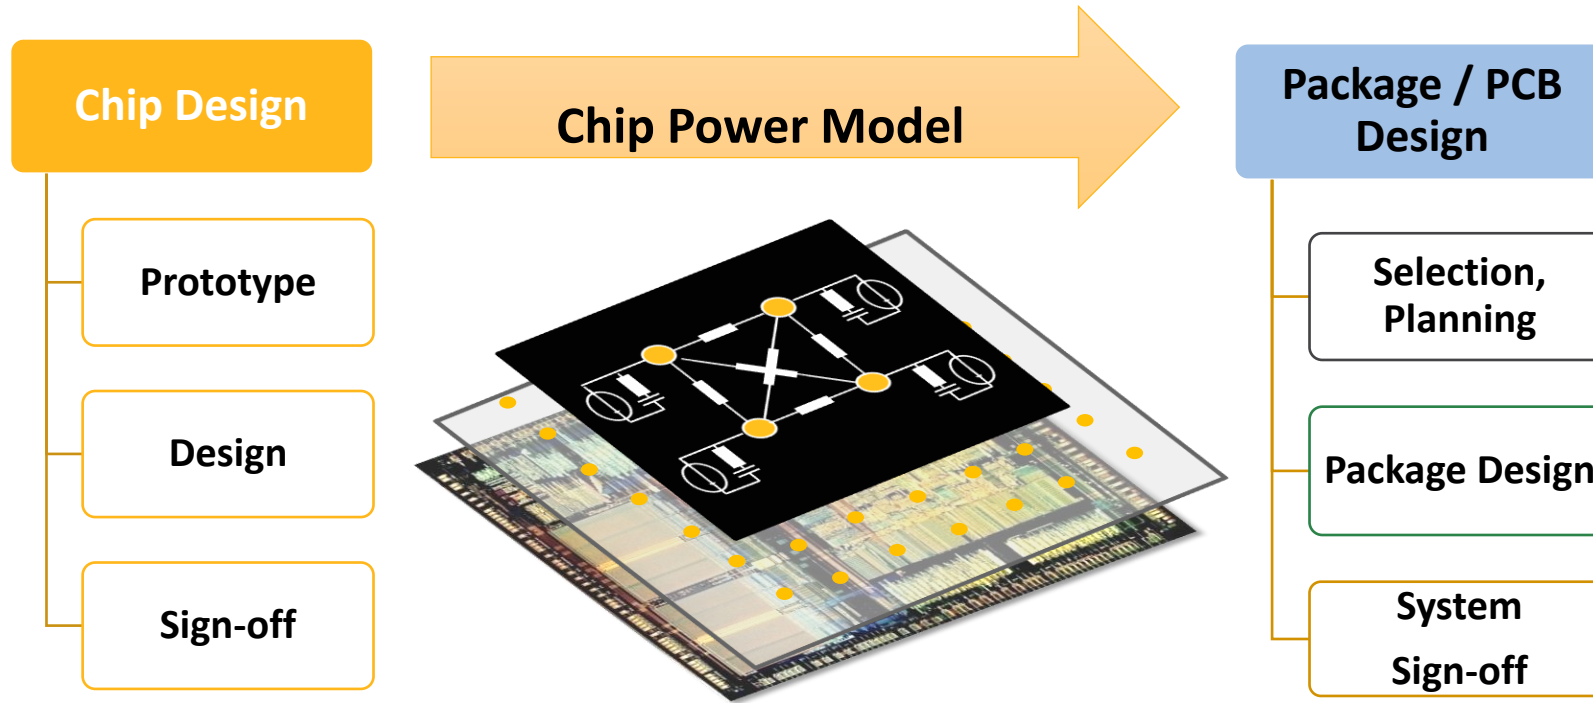 Chip Design
Chip Power Model
Package / PCB
Design
Prototype
Design
Sign-off
Selection,
Planning
Package Design
System
Sign-off